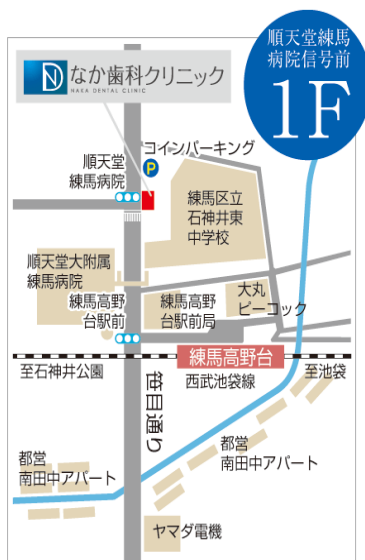 順天堂練馬
病院信号前
1F
なか歯科クリニック
NAKA DENTAL CLINIC
コインパーキング
P
順天堂
練馬病院
練馬区立
石神井東
中学校
順天堂大附属
練馬病院
練馬高野
台駅前
練馬高野
台駅前局
大丸
ピーコック
練馬高野台
至石神井公園
西武池袋線
至池袋
笹目通り
都営
南田中アパート
都営
南田中アパート
ヤマダ電機